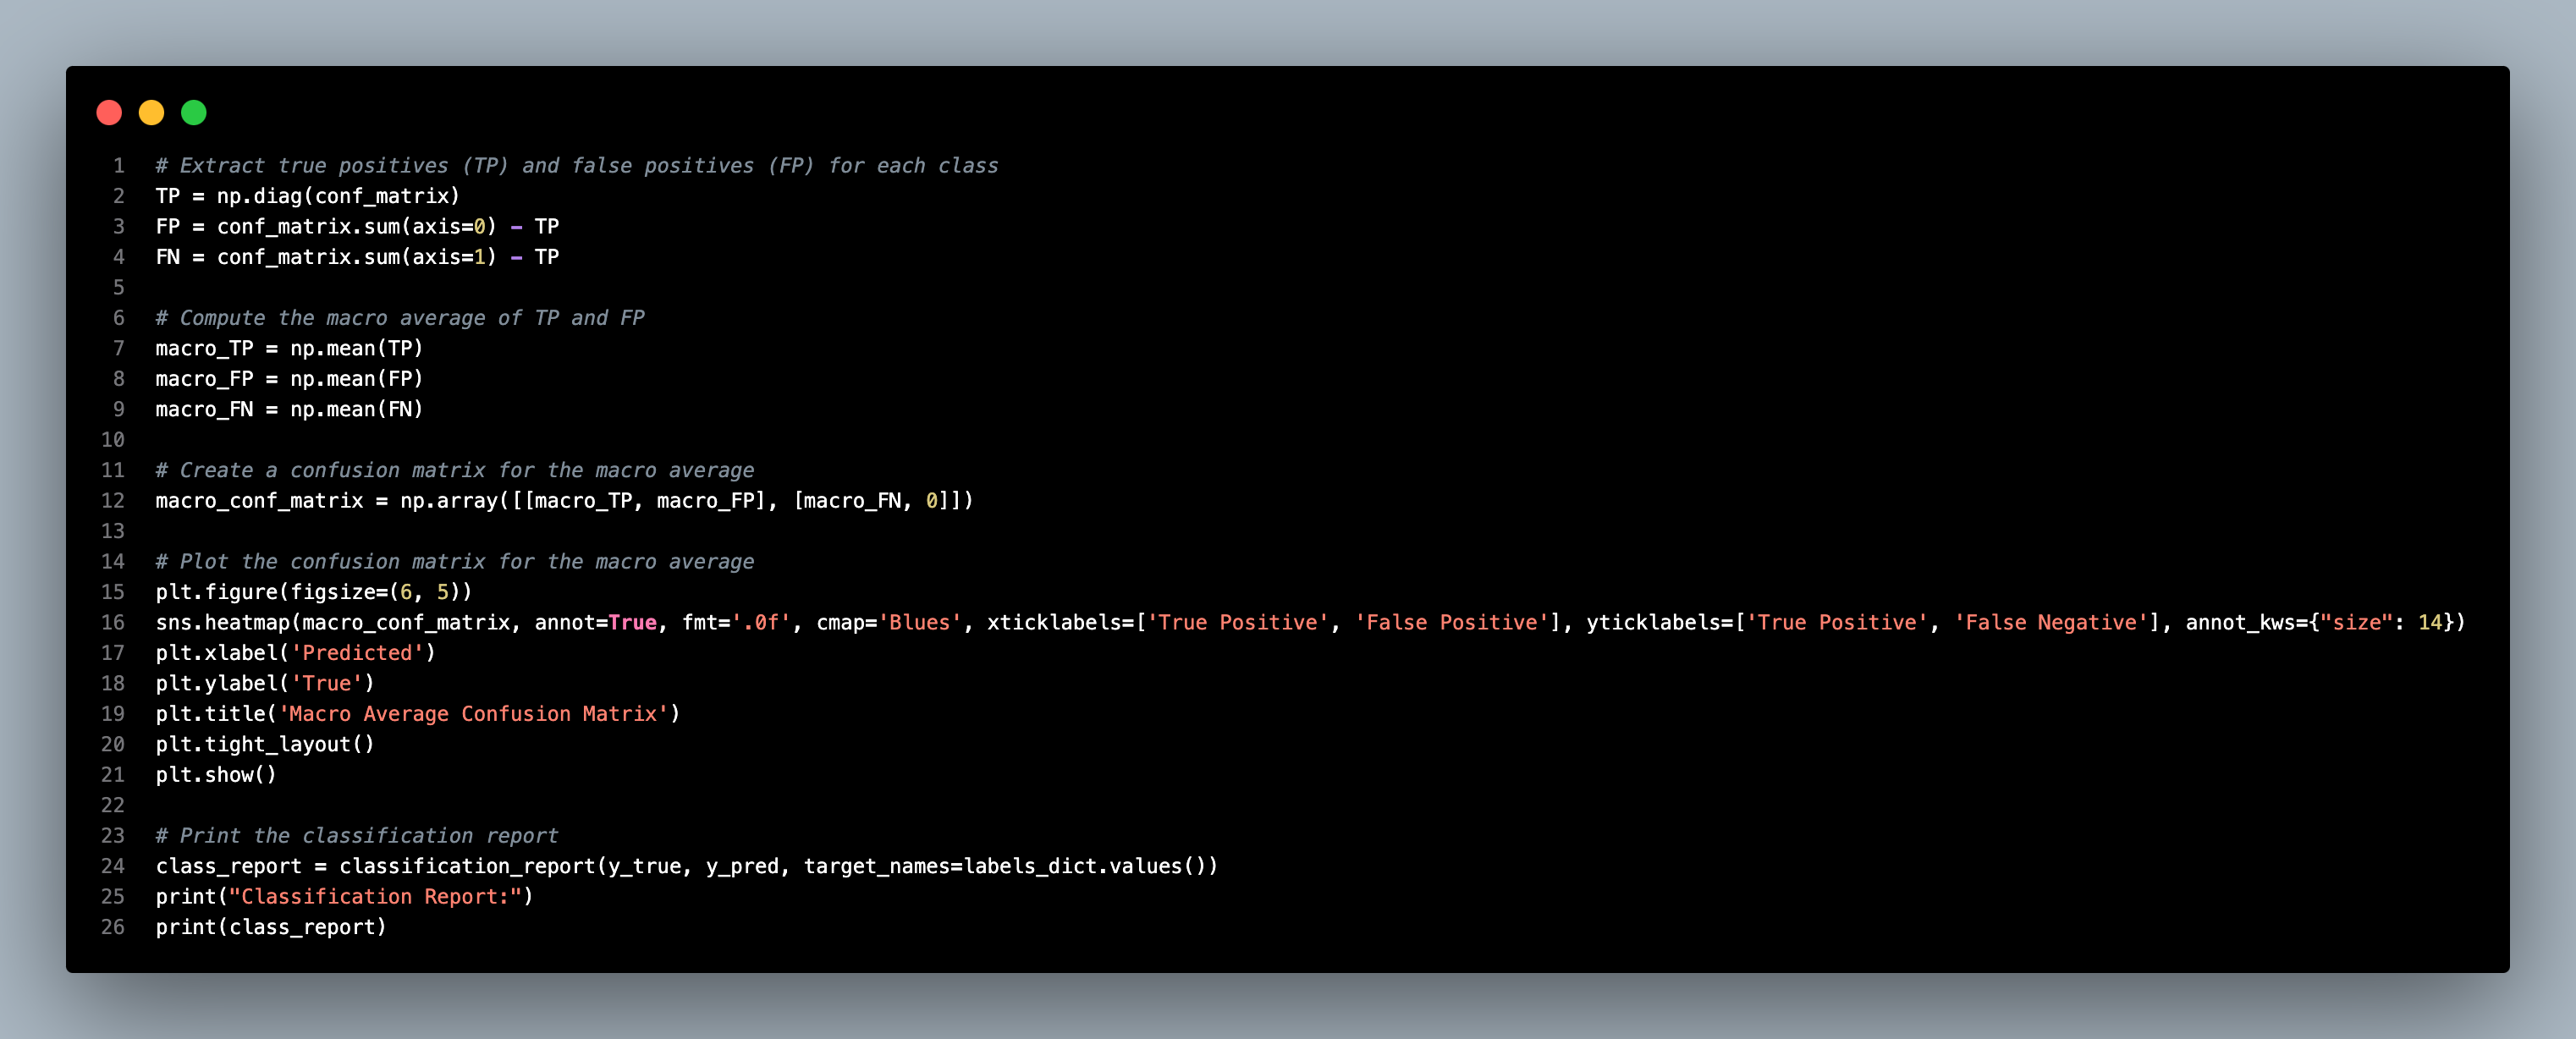 1 # Extract true positives (TP) and false positives (FP) for each class
2 TP = np.diag(conf_matrix)
3 FP = conf_matrix.sum(axis=0) - TP
4 FN = conf_matrix.sum(axis=1) - TP
5
6 # Compute the macro average of TP and FP
7 macro_TP = np.mean(TP)
8 macro_FP = np.mean(FP)
9 macro_FN = np.mean(FN)
10
11 # Create a confusion matrix for the macro average
12 macro_conf_matrix = np.array([[macro_TP, macro_FP], [macro_FN, 0]])
13
14 # Plot the confusion matrix for the macro average
15 plt.figure(figsize=(6, 5))
16 sns.heatmap(macro_conf_matrix, annot=True, fmt='.0f', cmap='Blues', xticklabels=['True Positive', 'False Positive'], yticklabels=['True Positive', 'False Negative'], annot_kws={"size": 14})
17 plt.xlabel('Predicted')
18 plt.ylabel('True')
19 plt.title('Macro Average Confusion Matrix')
20 plt.tight_layout()
21 plt.show()
22
23 # Print the classification report
24 class_report = classification_report(y_true, y_pred, target_names=labels_dict.values())
25 print("Classification Report:")
26 print(class_report)